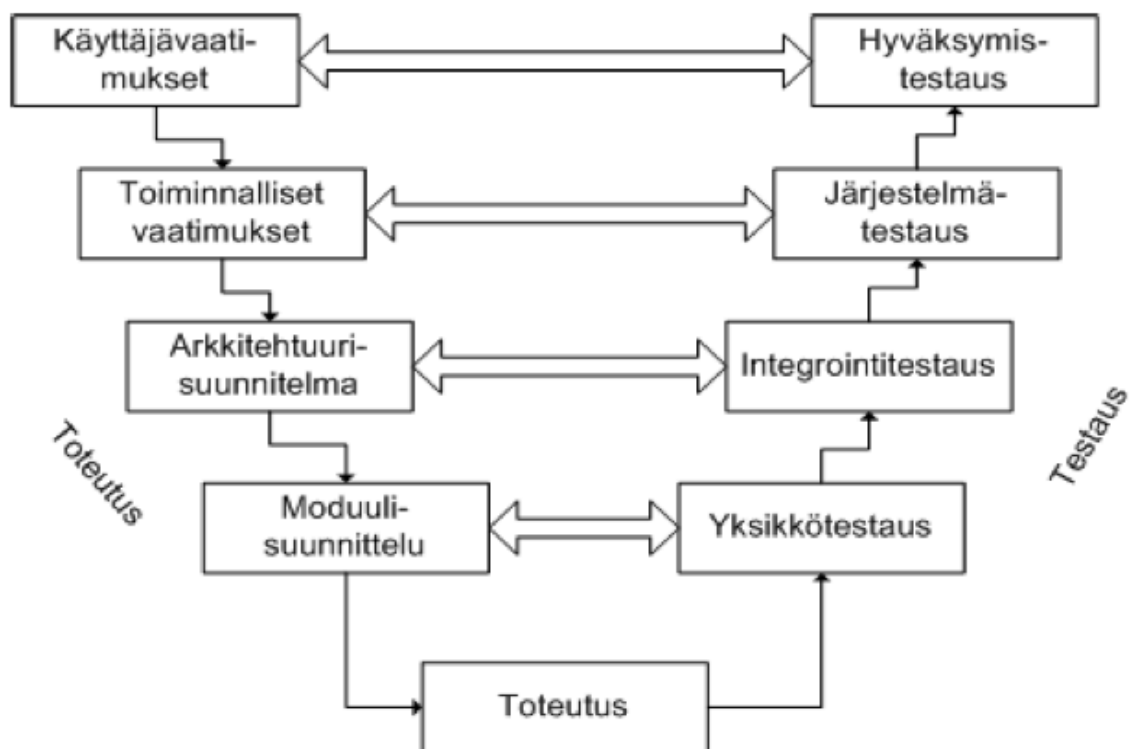 Käyttäjävaati-
mukset
Hyväksymis-
testaus
Toiminnalliset
vaatimukset
Järjestelmä-
testaus
Arkkitehtuuri-
suunnitelma
Integrointitestaus
Toteutus
Testaus
Moduuli-
suunnittelu
Yksikkötestaus
Toteutus